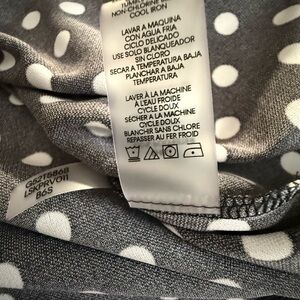 NON-CHLORINE
COOL IRON
LAVAR A MAQUINA
CON AGUA FRIA
CICLO DELICADO
USE SOLO BLANQUEADOR
SIN CLORO
SECAR A TEMPERATURA BAJA
PLANCHAR A BAJA
TEMPERATURA
LAVER À LA MACHINE
À L'EAU FROIDE
CYCLE DOUX
SÉCHER À LA MACHINE
CYCLE DOUX
BLANCHIR SANS CHLORE
REPASSER AU FER FROID